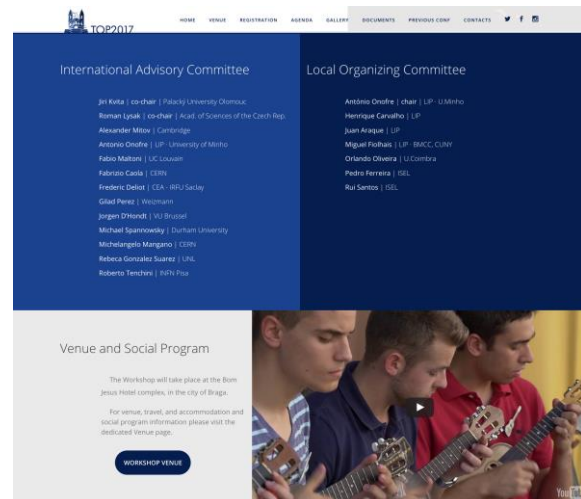 TOP2017
HOME VENUE REGISTRATION AGENDA GALLERY DOCUMENTS PREVIOUS CONF CONTACTS
International Advisory Committee
Jiri Kvita | co-chair | Palacký University Olomouc
Roman Lysak | co-chair | Acad. of Sciences of the Czech Rep.
Alexander Mitov | Cambridge
Antonio Onofre | LIP - University of Minho
Fabio Maltoni | UC Louvain
Fabrizio Caola | CERN
Frederic Deliot | CEA - IRFU Saclay
Gilad Perez | Weizmann
Jorgen D'Hondt | VU Brussel
Michael Spannowsky | Durham University
Michelangelo Mangano | CERN
Rebeca Gonzalez Suarez | UNL
Roberto Tenchini | INFN Pisa
Local Organizing Committee
António Onofre | chair | LIP - U.Minho
Henrique Carvalho | LIP
Juan Araque | LIP
Miguel Fiolhais | LIP - BMCC, CUNY
Orlando Oliveira | U.Coimbra
Pedro Ferreira | ISEL
Rui Santos | ISEL
Venue and Social Program
The Workshop will take place at the Bom
Jesus Hotel complex, in the city of Braga.
For venue, travel, and accommodation and
social program information please visit the
dedicated Venue page.
WORKSHOP VENUE